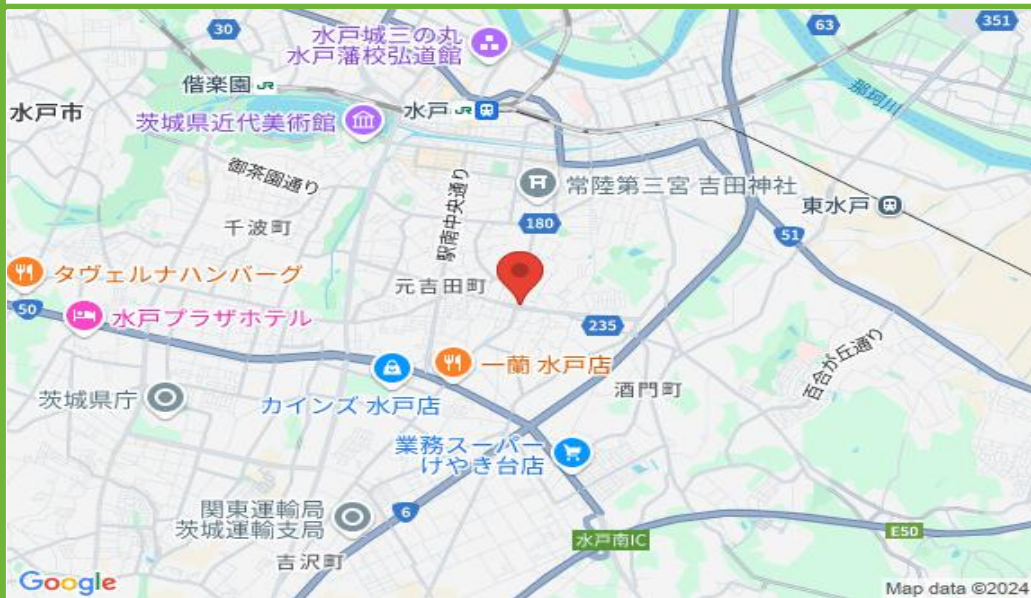 30
水戸城三の丸
水戸藩校弘道館
63
351
偕楽園 JR
水戸市
水戸 JR
那珂川
茨城県近代美術館
御茶園通り
駅南中央通り
常陸第三宮 吉田神社
千波町
180
東水戸
51
タヴェルナハンバーグ
元吉田町
50
水戸プラザホテル
235
一蘭 水戸店
百合が丘通り
茨城県庁
カインズ 水戸店
酒門町
業務スーパー
けやき台店
関東運輸局
茨城運輸支局
6
E50
水戸南IC
吉沢町
Google
Map data ©2024